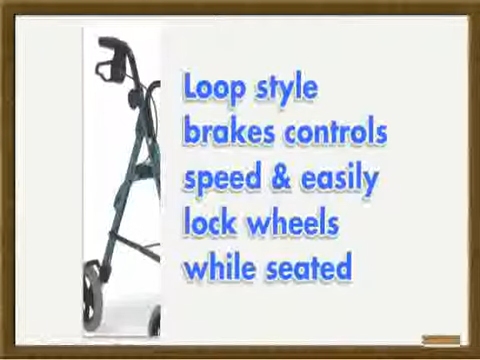 Loop style
brakes controls
speed & easily
lock wheels
while seated